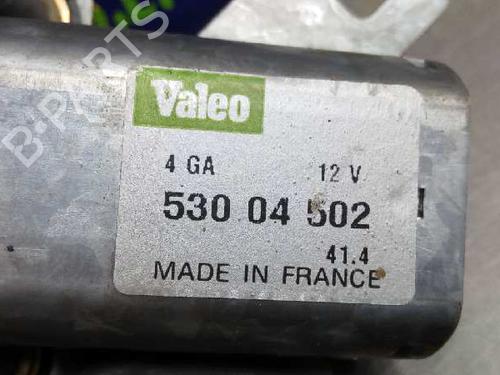 B-PARTS
Valeo
4 GA 12 V
530 04 502
41.4
MADE IN FRANCE